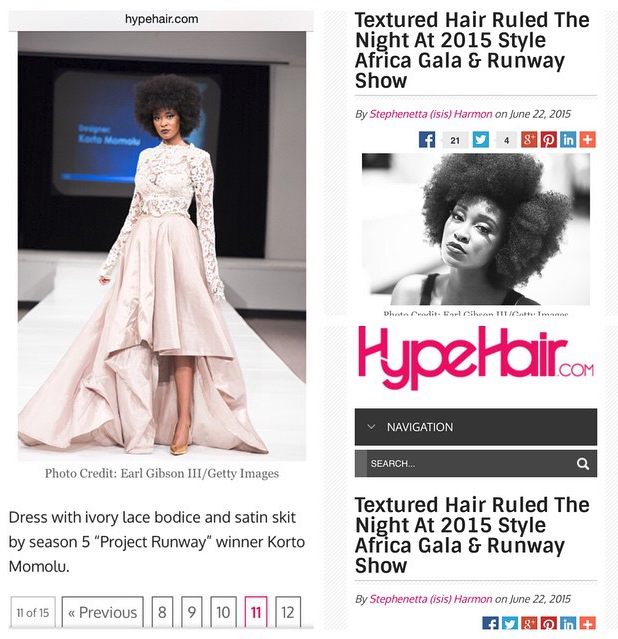 hypehair.com
Designer:
Korto Momolu
Photo Credit: Earl Gibson III/Getty Images
Dress with ivory lace bodice and satin skit
by season 5 “Project Runway” winner Korto
Momolu.
11 of 15
« Previous
8
9
10
11
12
Textured Hair Ruled The
Night At 2015 Style
Africa Gala & Runway
Show
By Stephenetta (isis) Harmon on June 22, 2015
21
4
Photo Credit: Earl Gibson III/Getty Images
HypeHair.COM
NAVIGATION
SEARCH...
Textured Hair Ruled The
Night At 2015 Style
Africa Gala & Runway
Show
By Stephenetta (isis) Harmon on June 22, 2015